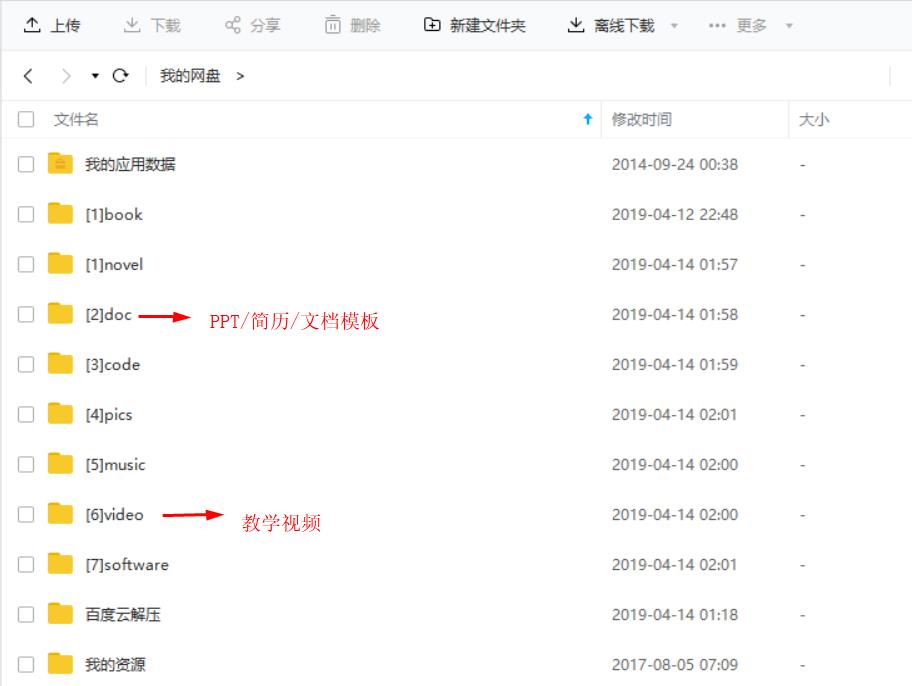 上传 下载 分享 删除 新建文件夹 离线下载 更多
我的网盘 >
文件名 修改时间 大小
我的应用数据 2014-09-24 00:38 -
[1]book 2019-04-12 22:48 -
[1]novel 2019-04-14 01:57 -
[2]doc PPT/简历/文档模板 2019-04-14 01:58 -
[3]code 2019-04-14 01:59 -
[4]pics 2019-04-14 02:01 -
[5]music 2019-04-14 02:00 -
[6]video 教学视频 2019-04-14 02:00 -
[7]software 2019-04-14 02:01 -
百度云解压 2019-04-14 01:18 -
我的资源 2017-08-05 07:09 -